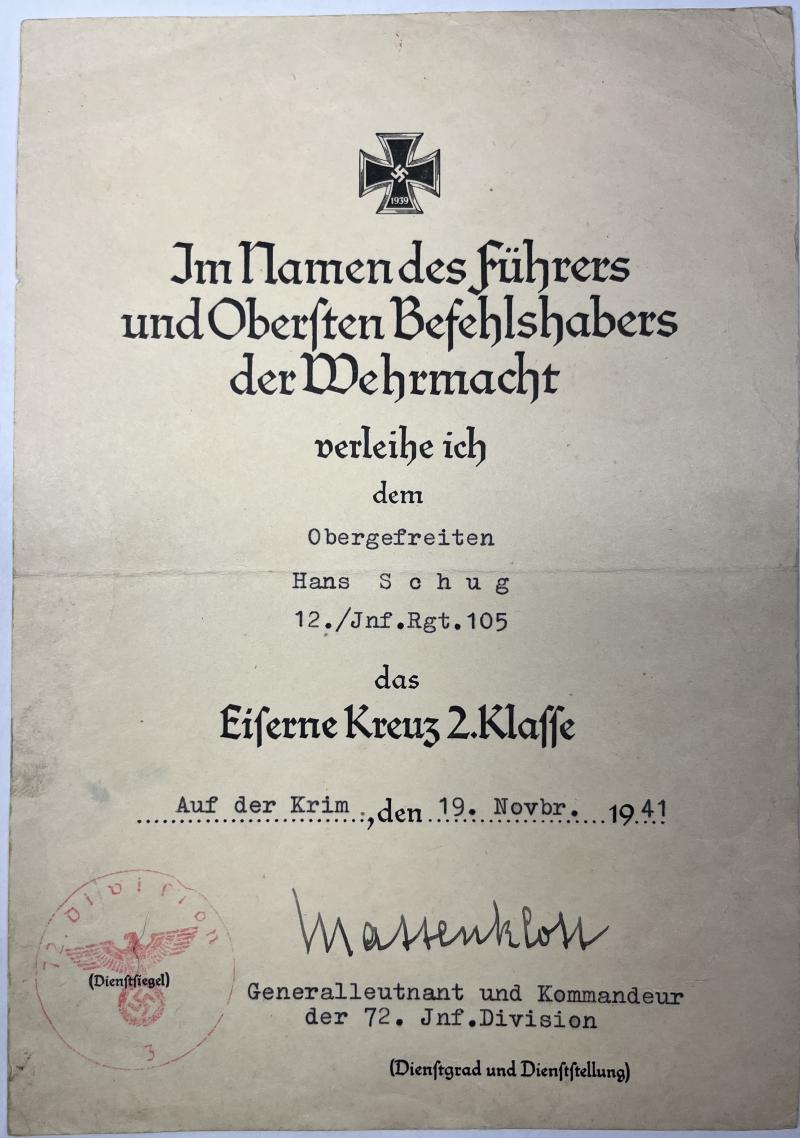 1939
Im Namen des Führers
und Oberſten Befehlshabers
der Wehrmacht
verleihe ich
dem
Obergefreiten
Hans S c h u g
12./Jnf.Rgt.105
das
Eiſerne Kreuz 2.Klaſſe
Auf der Krim, den 19. Novbr. 1941
72. Diviſion
(Dienſtſiegel)
3
Mattenklott
Generalleutnant und Kommandeur
der 72. Jnf.Division
(Dienſtgrad und Dienſtſtellung)